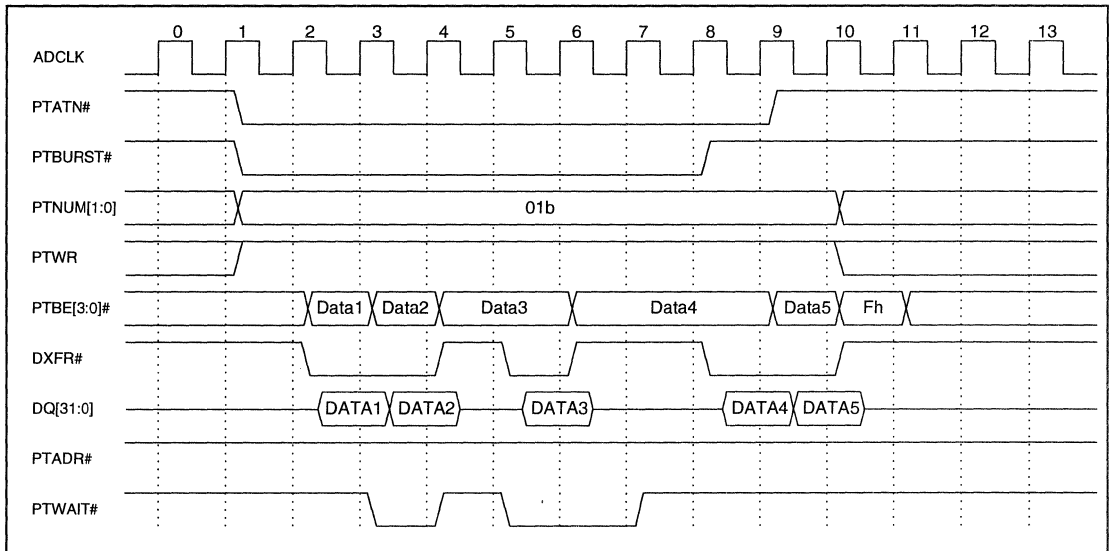 0 1 2 3 4 5 6 7 8 9 10 11 12 13
ADCLK
PTATN#
PTBURST#
PTNUM[1:0] 01b
PTWR
PTBE[3:0]# Data1 Data2 Data3 Data4 Data5 Fh
DXFR#
DQ[31:0] DATA1 DATA2 DATA3 DATA4 DATA5
PTADR#
PTWAIT#